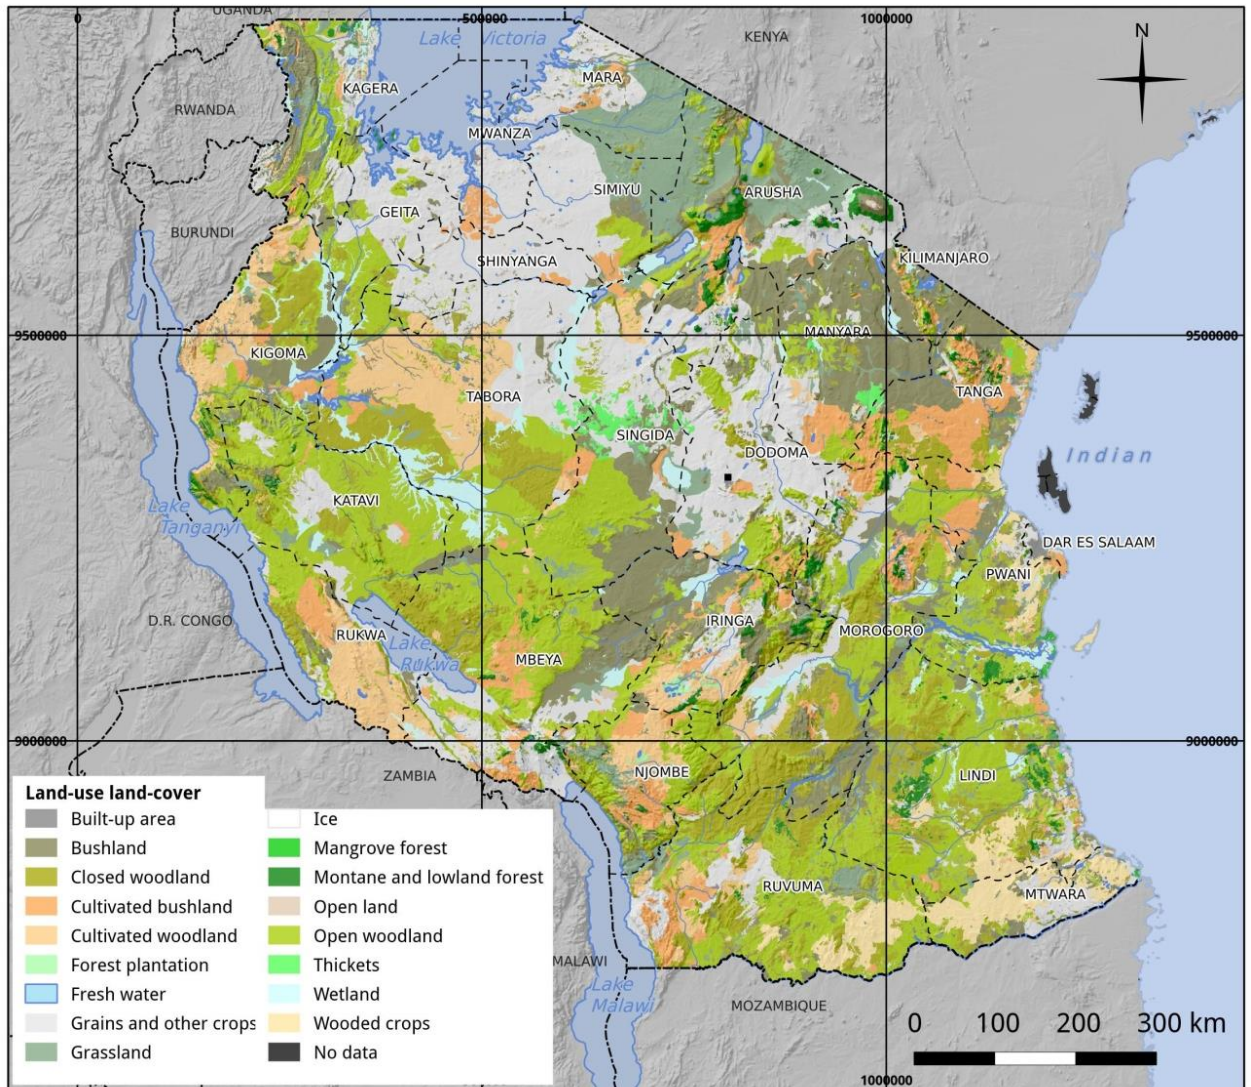 UGANDA
0
500000
1000000
Lake Victoria
KENYA
N
MARA
KAGERA
RWANDA
MWANZA
SIMIYU
ARUSHA
GEITA
BURUNDI
SHINYANGA
KILIMANJARO
9500000
9500000
MANYARA
KIGOMA
TABORA
TANGA
SINGIDA
DODOMA
Indian
KATAVI
Lake
Tanganyi
DAR ES SALAAM
PWANI
D.R. CONGO
RUKWA
IRINGA
MOROGORO
Lake
Rukwa
MBEYA
9000000
9000000
ZAMBIA
NJOMBE
LINDI
RUVUMA
MTWARA
MALAWI
Lake
Malawi
MOZAMBIQUE
Land-use land-cover
Built-up area
Bushland
Closed woodland
Cultivated bushland
Cultivated woodland
Forest plantation
Fresh water
Grains and other crops
Grassland
Ice
Mangrove forest
Montane and lowland forest
Open land
Open woodland
Thickets
Wetland
Wooded crops
No data
0 100 200 300 km
1000000